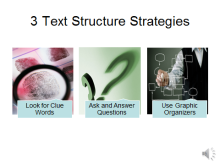 3 Text Structure Strategies
Look for Clue
Words
Ask and Answer
Questions
Use Graphic
Organizers